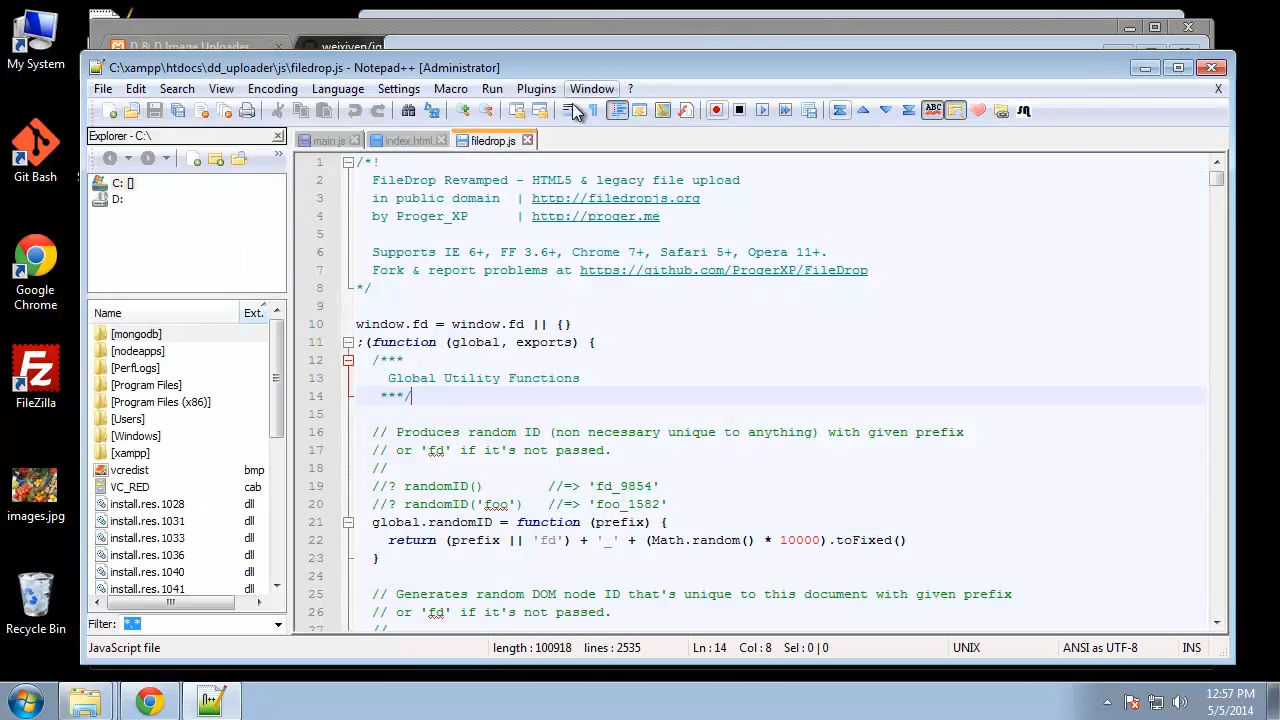 D & D Image Uploader
weixiyen/jq
C:\xampp\htdocs\dd_uploader\js\filedrop.js - Notepad++ [Administrator]
File Edit Search View Encoding Language Settings Macro Run Plugins Window ? X
Explorer - C:\
main.js index.html filedrop.js
C: []
D:
Name Ext.
[mongodb]
[nodeapps]
[PerfLogs]
[Program Files]
[Program Files (x86)]
[Users]
[Windows]
[xampp]
vcredist bmp
VC_RED cab
install.res.1028 dll
install.res.1031 dll
install.res.1033 dll
install.res.1036 dll
install.res.1040 dll
install.res.1041 dll
Filter: *.*
1 /*!
2 FileDrop Revamped - HTML5 & legacy file upload
3 in public domain | http://filedropjs.org
4 by Proger_XP | http://proger.me
5
6 Supports IE 6+, FF 3.6+, Chrome 7+, Safari 5+, Opera 11+.
7 Fork & report problems at https://github.com/ProgerXP/FileDrop
8 */
9
10 window.fd = window.fd || {}
11 ;(function (global, exports) {
12 /***
13 Global Utility Functions
14 ***/
15
16 // Produces random ID (non necessary unique to anything) with given prefix
17 // or 'fd' if it's not passed.
18 //
19 //? randomID() //=> 'fd_9854'
20 //? randomID('foo') //=> 'foo_1582'
21 global.randomID = function (prefix) {
22 return (prefix || 'fd') + '_' + (Math.random() * 10000).toFixed()
23 }
24
25 // Generates random DOM node ID that's unique to this document with given prefix
26 // or 'fd' if it's not passed.
27 //
JavaScript file length : 100918 lines : 2535 Ln : 14 Col : 8 Sel : 0 | 0 UNIX ANSI as UTF-8 INS
My System
Git Bash
Google
Chrome
FileZilla
images.jpg
Recycle Bin
12:57 PM
5/5/2014